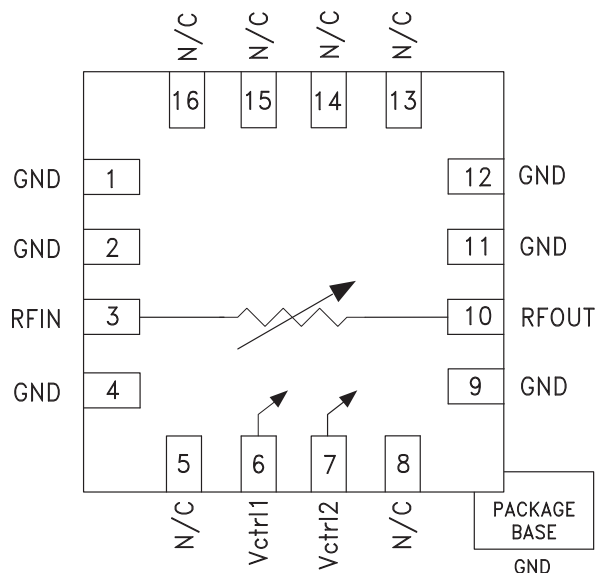 N/C N/C N/C N/C
16 15 14 13
GND 1 12 GND
GND 2 11 GND
RFIN 3 10 RFOUT
GND 4 9 GND
5 6 7 8
N/C Vctrl1 Vctrl2 N/C
PACKAGE
BASE
GND